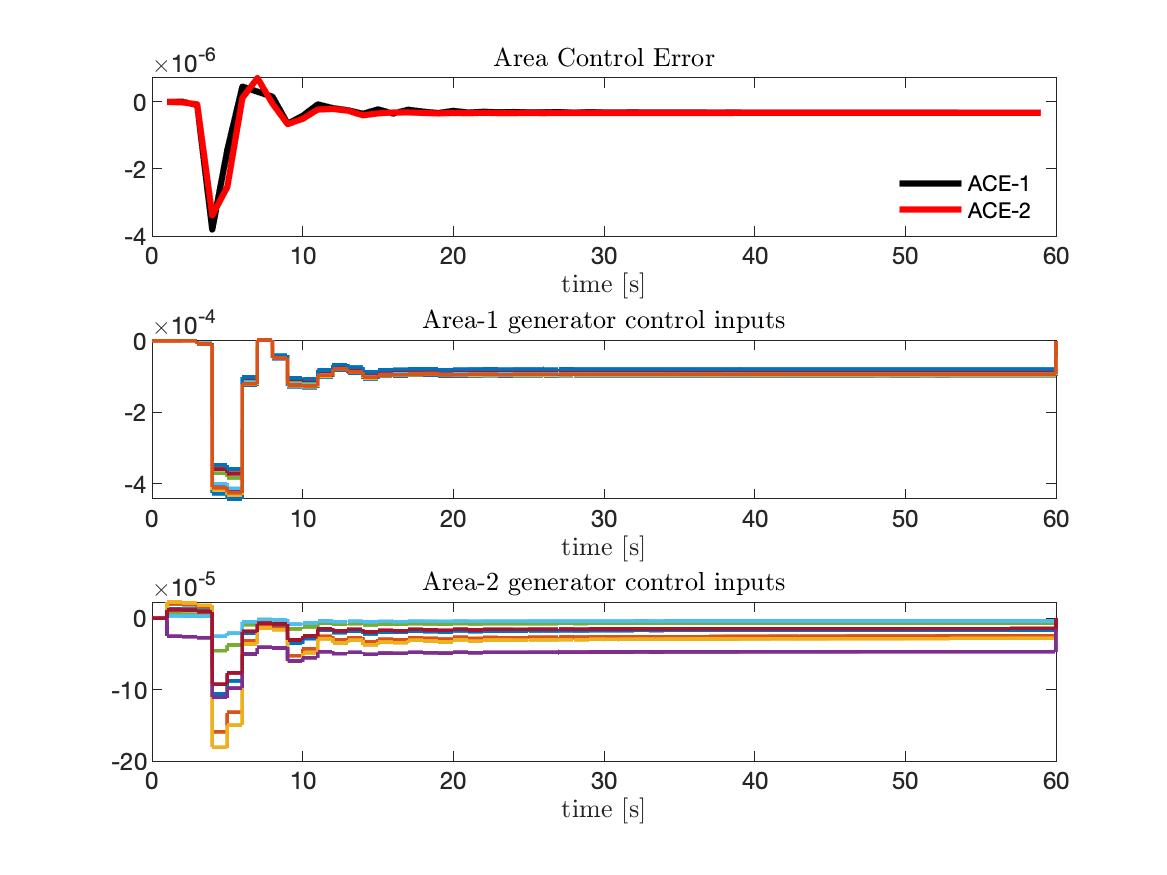 ×10-6
Area Control Error
0
-2
-4
ACE-1
ACE-2
0 10 20 30 40 50 60
time [s]
×10-4
Area-1 generator control inputs
0
-2
-4
0 10 20 30 40 50 60
time [s]
×10-5
Area-2 generator control inputs
0
-10
-20
0 10 20 30 40 50 60
time [s]